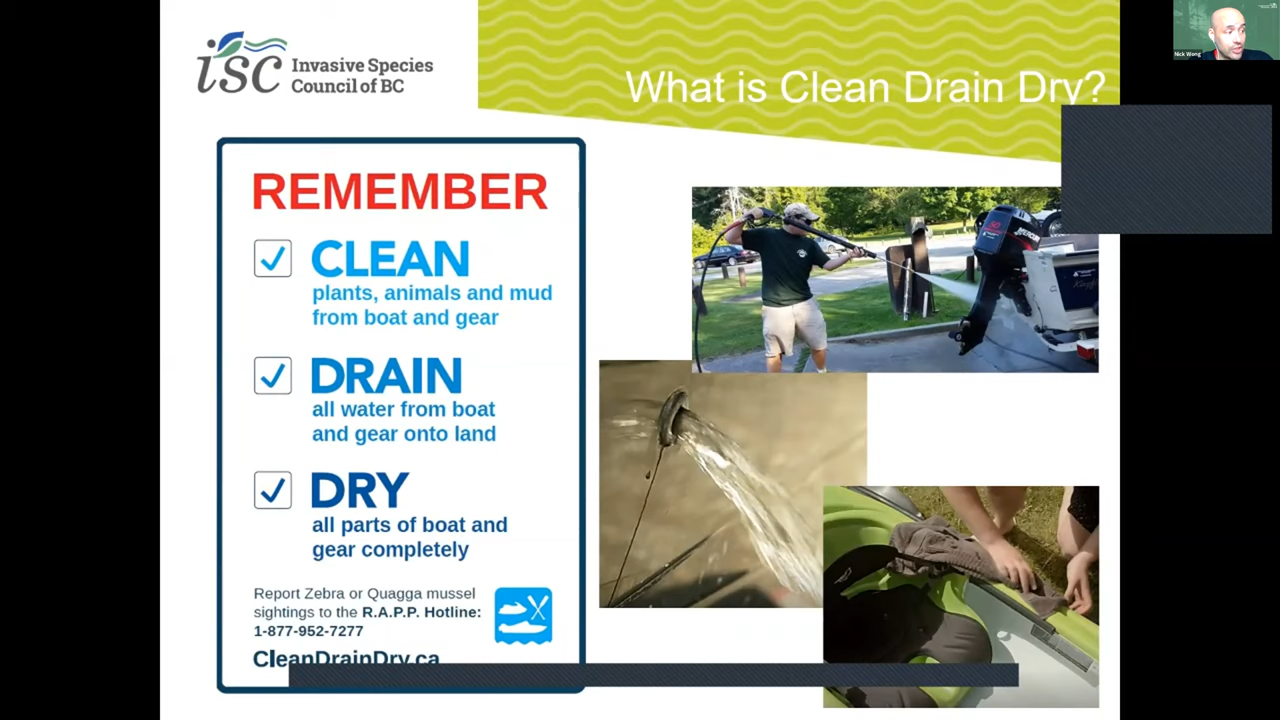 isc Invasive Species
Council of BC
What is Clean Drain Dry?
Nick Wong
REMEMBER
CLEAN
plants, animals and mud
from boat and gear
DRAIN
all water from boat
and gear onto land
DRY
all parts of boat and
gear completely
Report Zebra or Quagga mussel
sightings to the R.A.P.P. Hotline:
1-877-952-7277
CleanDrainDry.ca